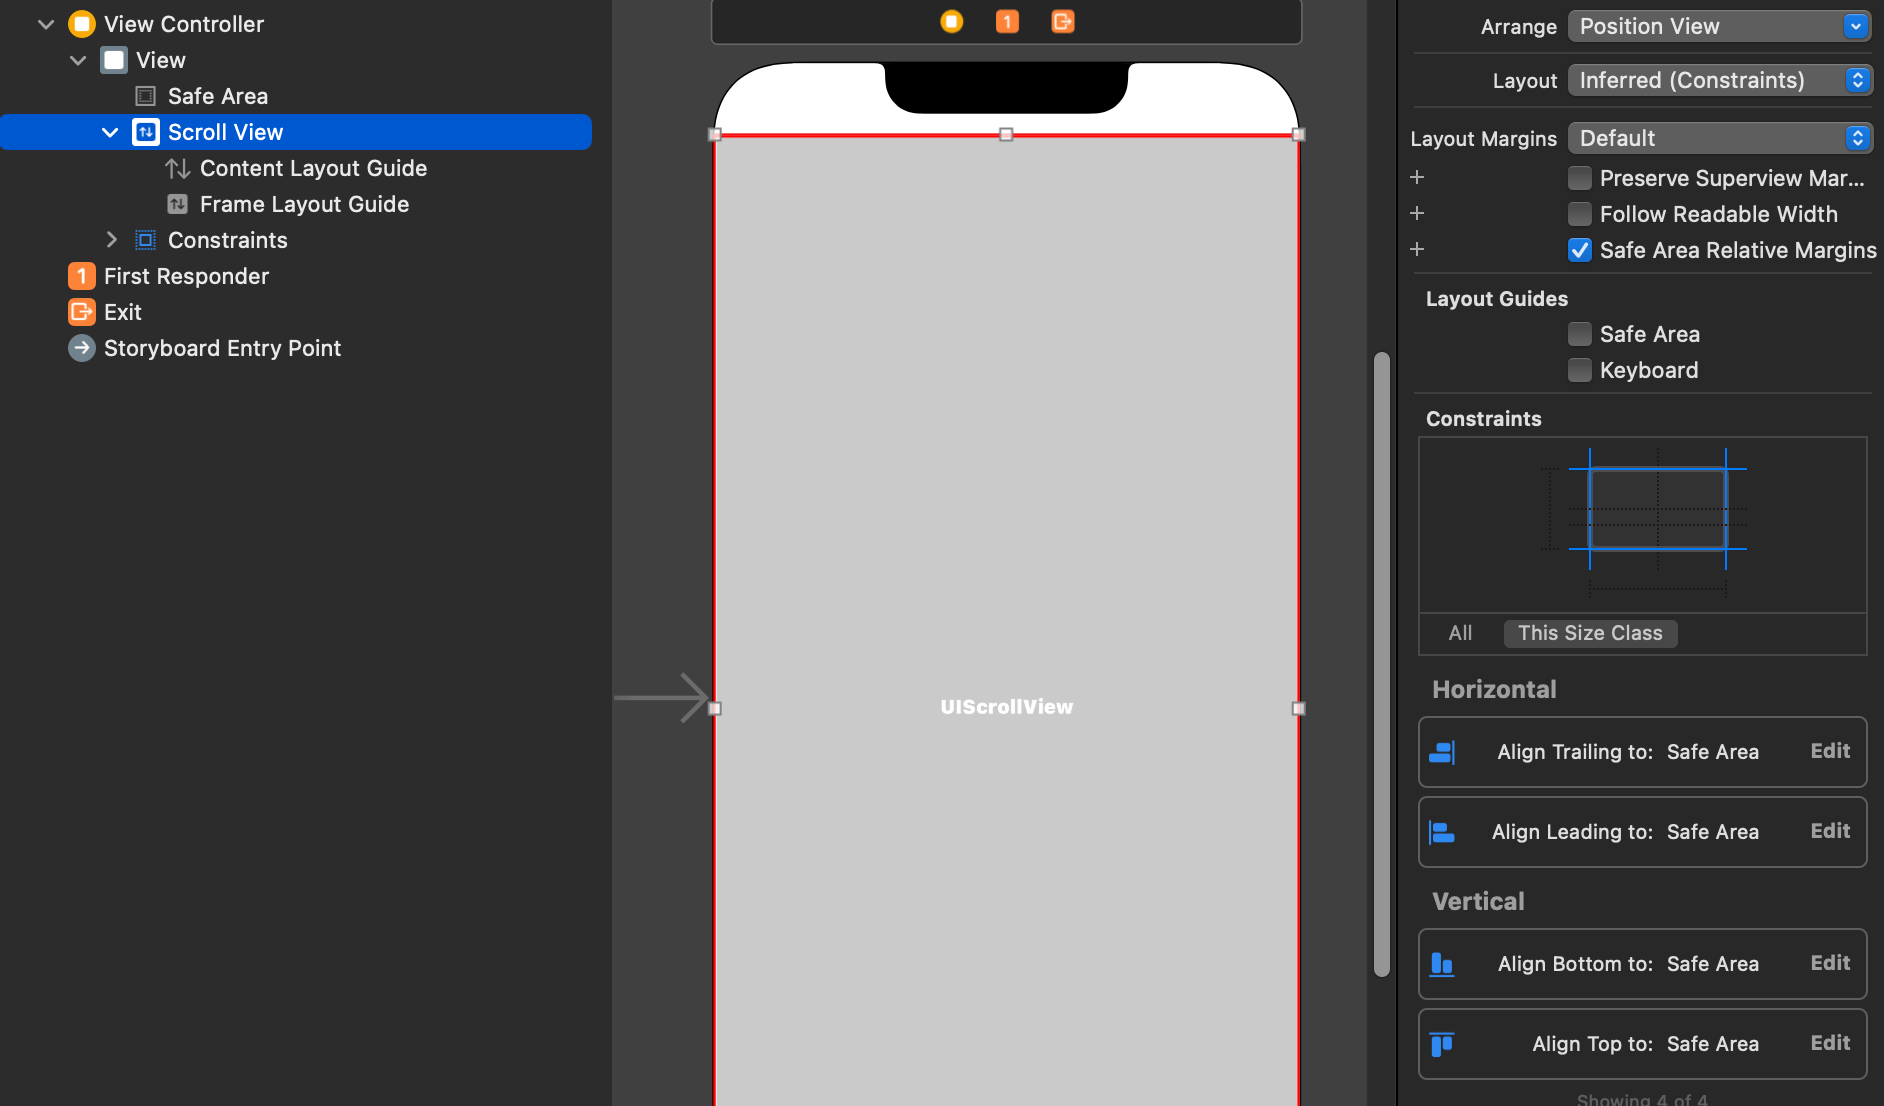 View Controller
View
Safe Area
Scroll View
Content Layout Guide
Frame Layout Guide
Constraints
1 First Responder
Exit
Storyboard Entry Point
1
UIScrollView
Arrange Position View
Layout Inferred (Constraints)
Layout Margins Default
+ Preserve Superview Mar...
+ Follow Readable Width
+ Safe Area Relative Margins
Layout Guides
Safe Area
Keyboard
Constraints
All This Size Class
Horizontal
Align Trailing to: Safe Area Edit
Align Leading to: Safe Area Edit
Vertical
Align Bottom to: Safe Area Edit
Align Top to: Safe Area Edit
Showing 4 of 4